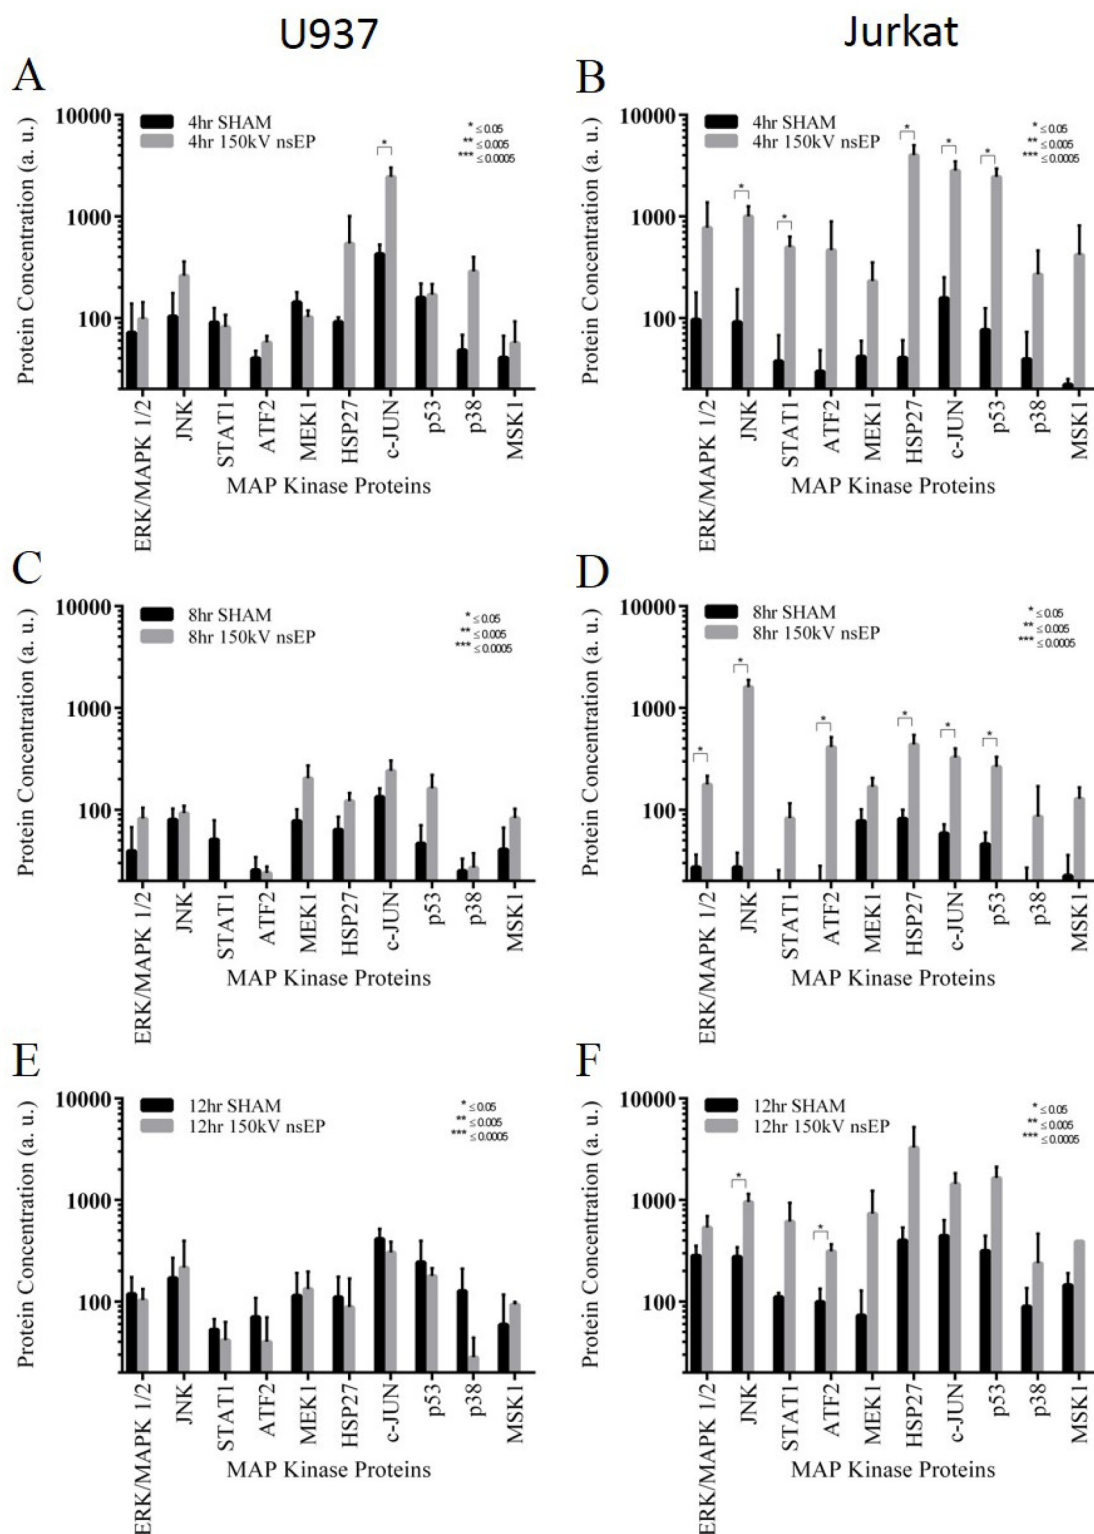 U937
Jurkat
A
Protein Concentration (a. u.)
10000
1000
100
4hr SHAM
4hr 150kV nsEP
* ≤ 0.05
** ≤ 0.005
*** ≤ 0.0005
*
ERK/MAPK 1/2
JNK
STAT1
ATF2
MEK1
HSP27
c-JUN
p53
p38
MSK1
MAP Kinase Proteins
B
Protein Concentration (a. u.)
10000
1000
100
4hr SHAM
4hr 150kV nsEP
* ≤ 0.05
** ≤ 0.005
*** ≤ 0.0005
*
*
*
*
*
ERK/MAPK 1/2
JNK
STAT1
ATF2
MEK1
HSP27
c-JUN
p53
p38
MSK1
MAP Kinase Proteins
C
Protein Concentration (a. u.)
10000
1000
100
8hr SHAM
8hr 150kV nsEP
* ≤ 0.05
** ≤ 0.005
*** ≤ 0.0005
ERK/MAPK 1/2
JNK
STAT1
ATF2
MEK1
HSP27
c-JUN
p53
p38
MSK1
MAP Kinase Proteins
D
Protein Concentration (a. u.)
10000
1000
100
8hr SHAM
8hr 150kV nsEP
* ≤ 0.05
** ≤ 0.005
*** ≤ 0.0005
*
*
*
*
*
*
ERK/MAPK 1/2
JNK
STAT1
ATF2
MEK1
HSP27
c-JUN
p53
p38
MSK1
MAP Kinase Proteins
E
Protein Concentration (a. u.)
10000
1000
100
12hr SHAM
12hr 150kV nsEP
* ≤ 0.05
** ≤ 0.005
*** ≤ 0.0005
ERK/MAPK 1/2
JNK
STAT1
ATF2
MEK1
HSP27
c-JUN
p53
p38
MSK1
MAP Kinase Proteins
F
Protein Concentration (a. u.)
10000
1000
100
12hr SHAM
12hr 150kV nsEP
* ≤ 0.05
** ≤ 0.005
*** ≤ 0.0005
*
*
ERK/MAPK 1/2
JNK
STAT1
ATF2
MEK1
HSP27
c-JUN
p53
p38
MSK1
MAP Kinase Proteins